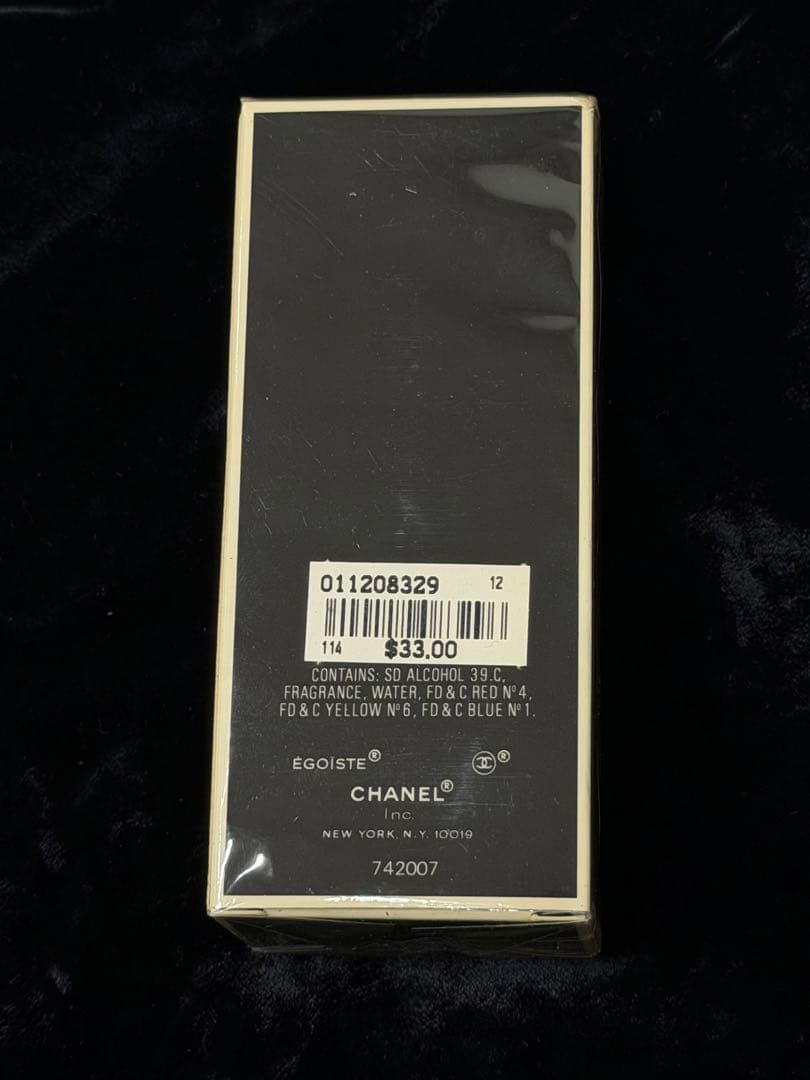 011208329 12
114 $33.00
CONTAINS: SD ALCOHOL 39.C,
FRAGRANCE, WATER, FD & C RED Nº 4,
FD & C YELLOW Nº 6, FD & C BLUE Nº 1.
ÉGOÏSTE® ®
CHANEL®
Inc.
NEW YORK, N.Y. 10019
742007